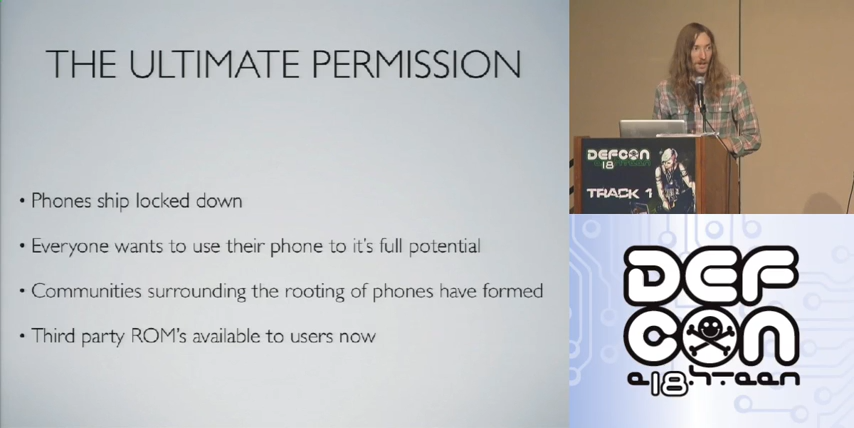 THE ULTIMATE PERMISSION
• Phones ship locked down
• Everyone wants to use their phone to it's full potential
• Communities surrounding the rooting of phones have formed
• Third party ROM's available to users now
DEFCON
18
TRACK 1
DEF
CON
e18hteen